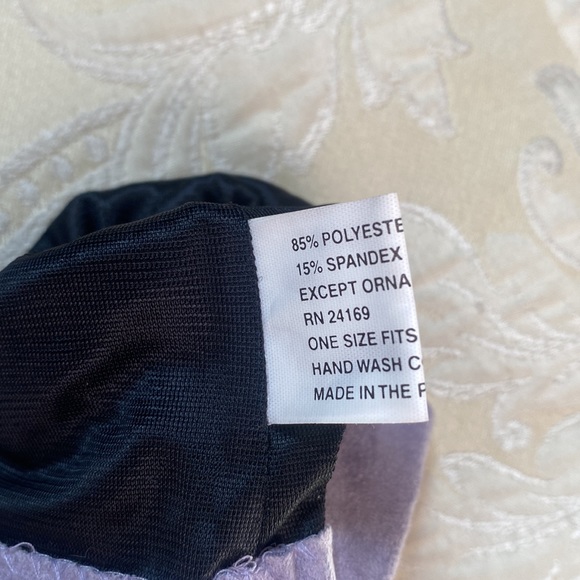 85% POLYESTE
15% SPANDEX
EXCEPT ORNA
RN 24169
ONE SIZE FITS
HAND WASH C
MADE IN THE P